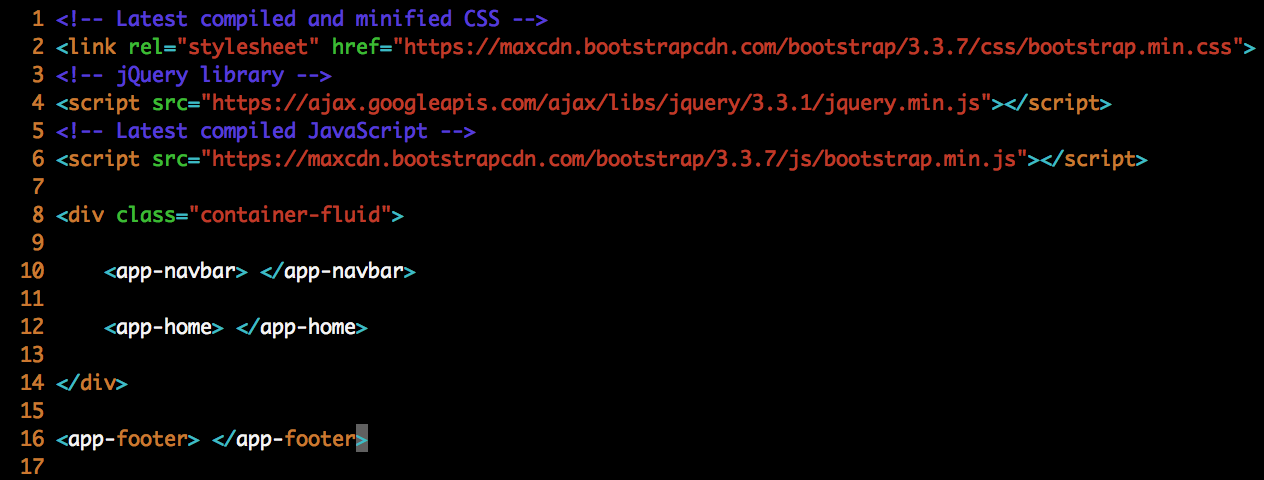 1 <!-- Latest compiled and minified CSS -->
2 <link rel="stylesheet" href="https://maxcdn.bootstrapcdn.com/bootstrap/3.3.7/css/bootstrap.min.css">
3 <!-- jQuery library -->
4 <script src="https://ajax.googleapis.com/ajax/libs/jquery/3.3.1/jquery.min.js"></script>
5 <!-- Latest compiled JavaScript -->
6 <script src="https://maxcdn.bootstrapcdn.com/bootstrap/3.3.7/js/bootstrap.min.js"></script>
7
8 <div class="container-fluid">
9
10     <app-navbar> </app-navbar>
11
12     <app-home> </app-home>
13
14 </div>
15
16 <app-footer> </app-footer>
17